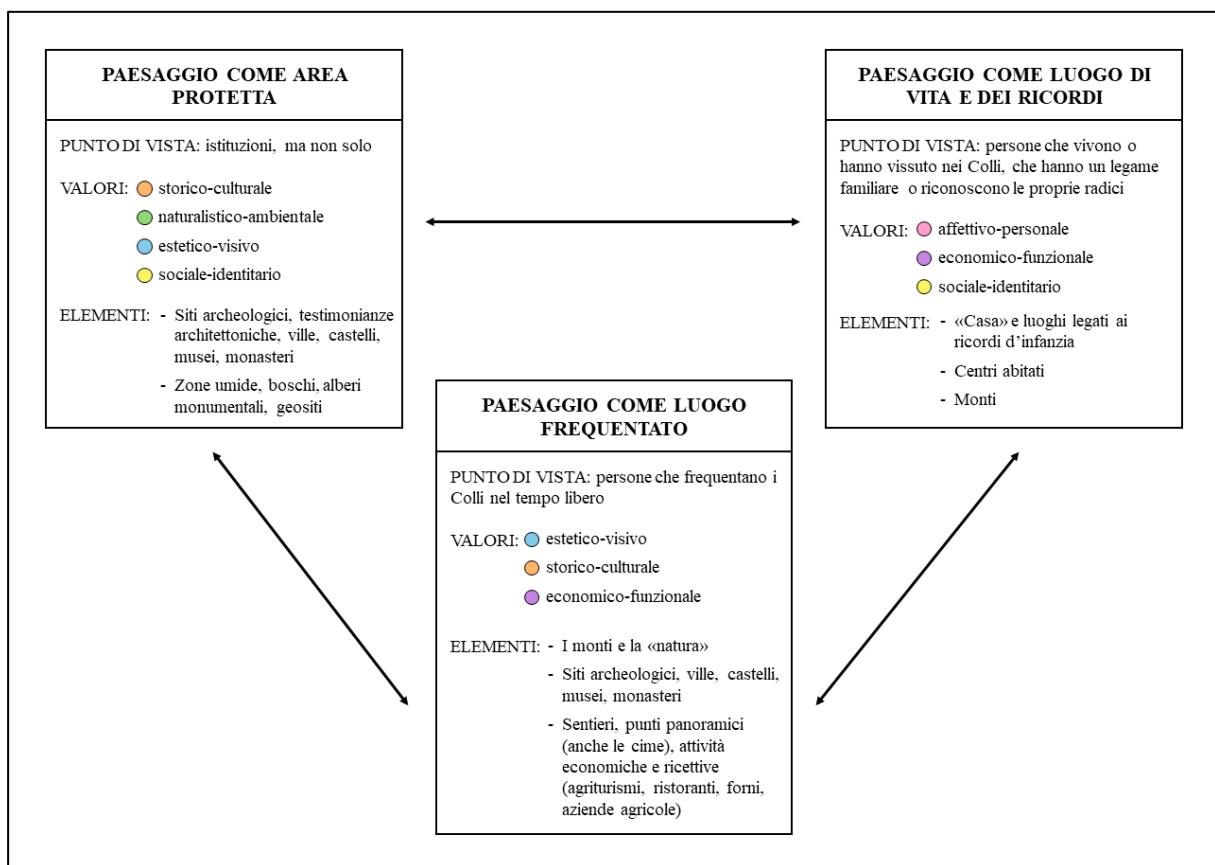 PAESAGGIO COME AREA
PROTETTA
PUNTO DI VISTA: istituzioni, ma non solo
VALORI: storico-culturale
naturalistico-ambientale
estetico-visivo
sociale-identitario
ELEMENTI: - Siti archeologici, testimonianze
architettoniche, ville, castelli,
musei, monasteri
- Zone umide, boschi, alberi
monumentali, geositi
PAESAGGIO COME LUOGO DI
VITA E DEI RICORDI
PUNTO DI VISTA: persone che vivono o
hanno vissuto nei Colli, che hanno un legame
familiare o riconoscono le proprie radici
VALORI: affettivo-personale
economico-funzionale
sociale-identitario
ELEMENTI: - «Casa» e luoghi legati ai
ricordi d’infanzia
- Centri abitati
- Monti
PAESAGGIO COME LUOGO
FREQUENTATO
PUNTO DI VISTA: persone che frequentano i
Colli nel tempo libero
VALORI: estetico-visivo
storico-culturale
economico-funzionale
ELEMENTI: - I monti e la «natura»
- Siti archeologici, ville, castelli,
musei, monasteri
- Sentieri, punti panoramici
(anche le cime), attività
economiche e ricettive
(agriturismi, ristoranti, forni,
aziende agricole)